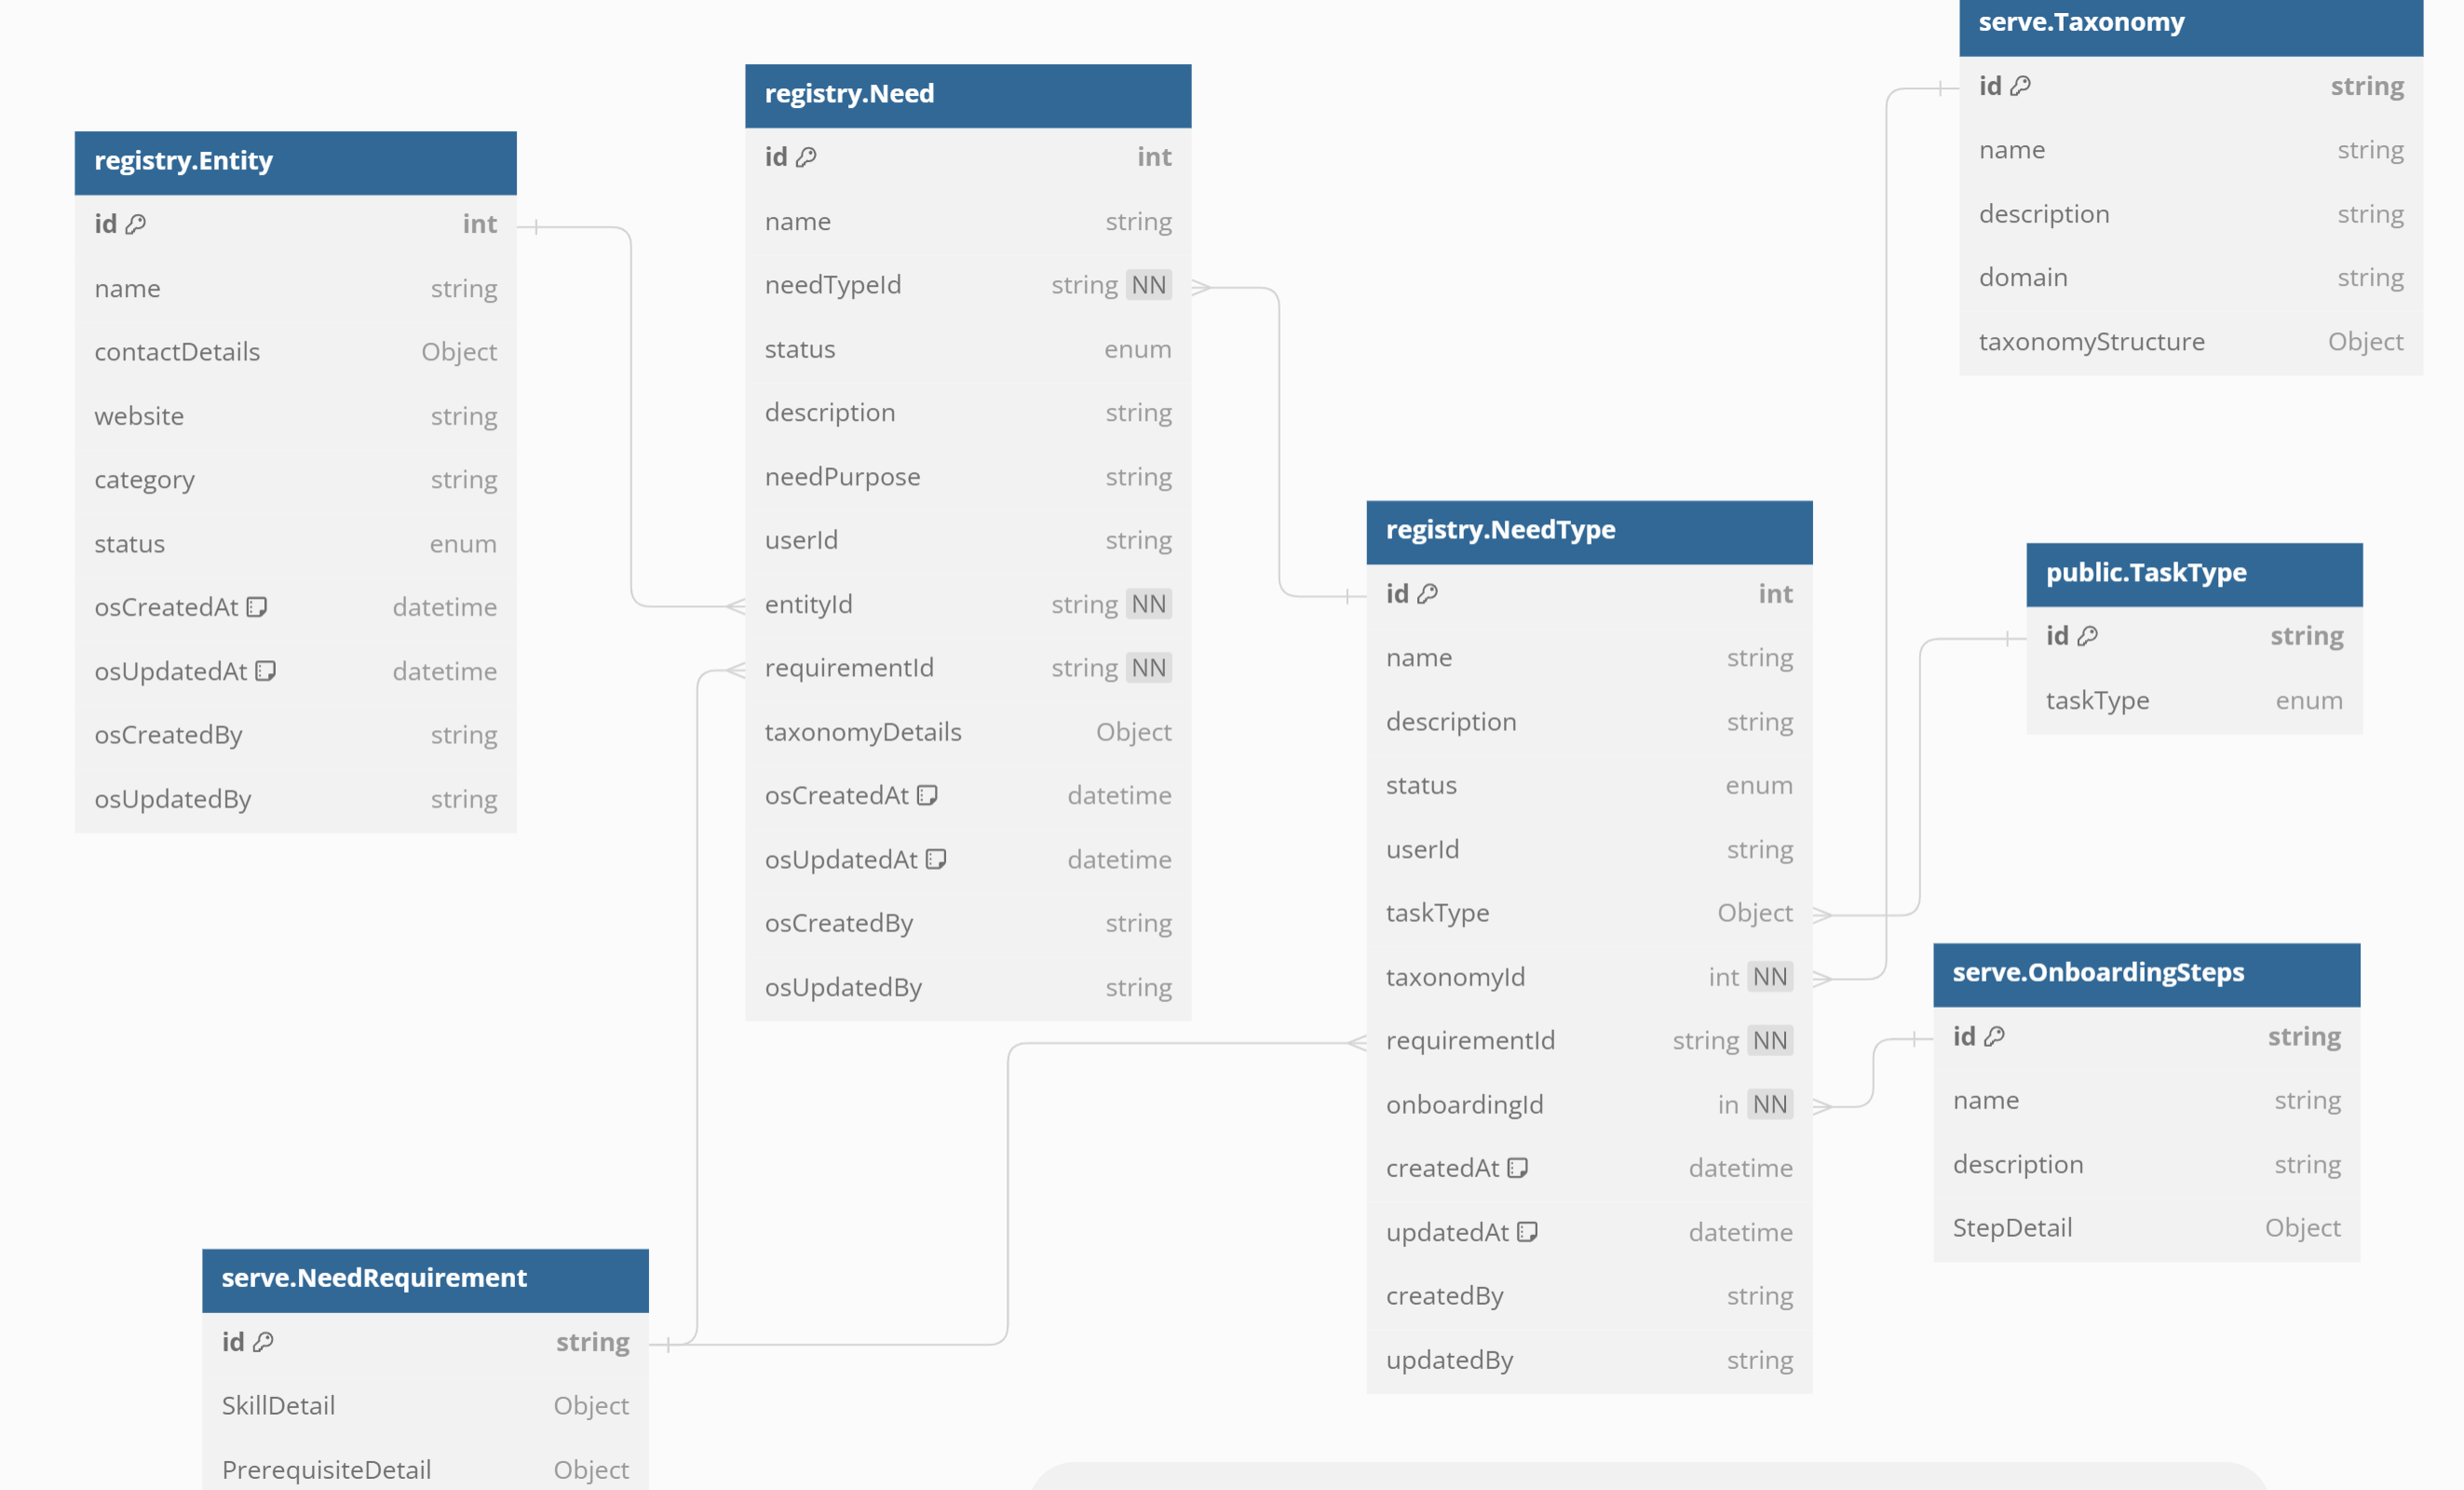 registry.Entity
id int
name string
contactDetails Object
website string
category string
status enum
osCreatedAt datetime
osUpdatedAt datetime
osCreatedBy string
osUpdatedBy string
registry.Need
id int
name string
needTypeId string NN
status enum
description string
needPurpose string
userId string
entityId string NN
requirementId string NN
taxonomyDetails Object
osCreatedAt datetime
osUpdatedAt datetime
osCreatedBy string
osUpdatedBy string
serve.NeedRequirement
id string
SkillDetail Object
PrerequisiteDetail Object
registry.NeedType
id int
name string
description string
status enum
userId string
taskType Object
taxonomyId int NN
requirementId string NN
onboardingId in NN
createdAt datetime
updatedAt datetime
createdBy string
updatedBy string
serve.Taxonomy
id string
name string
description string
domain string
taxonomyStructure Object
public.TaskType
id string
taskType enum
serve.OnboardingSteps
id string
name string
description string
StepDetail Object